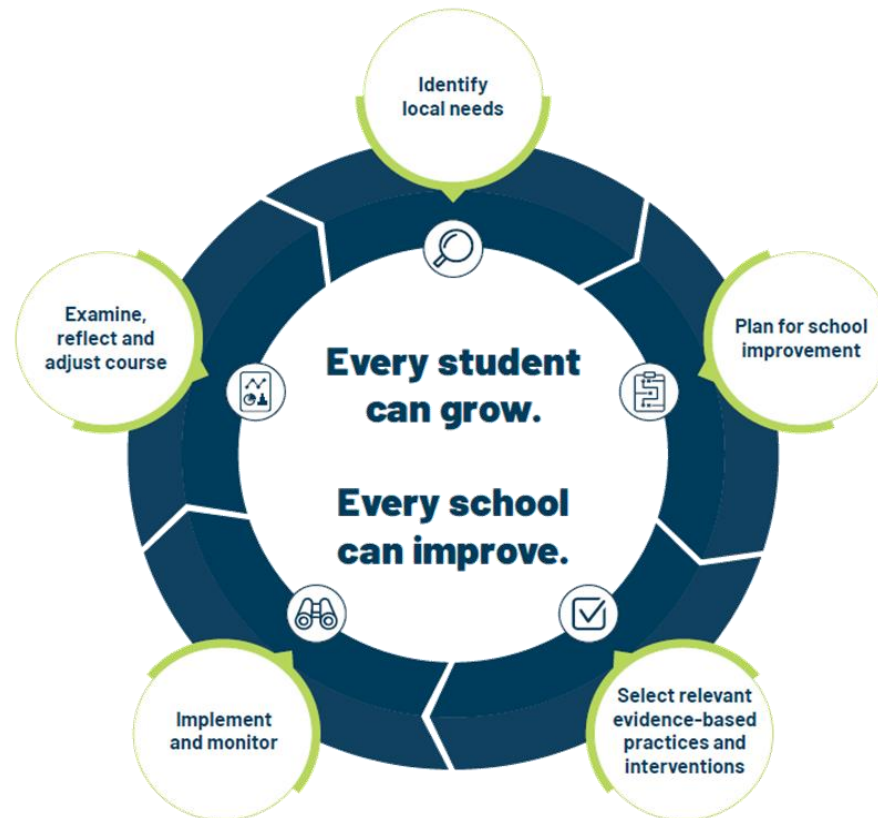 Identify
local needs
Plan for school
improvement
Select relevant
evidence-based
practices and
interventions
Implement
and monitor
Examine,
reflect and
adjust course
Every student
can grow.
Every school
can improve.